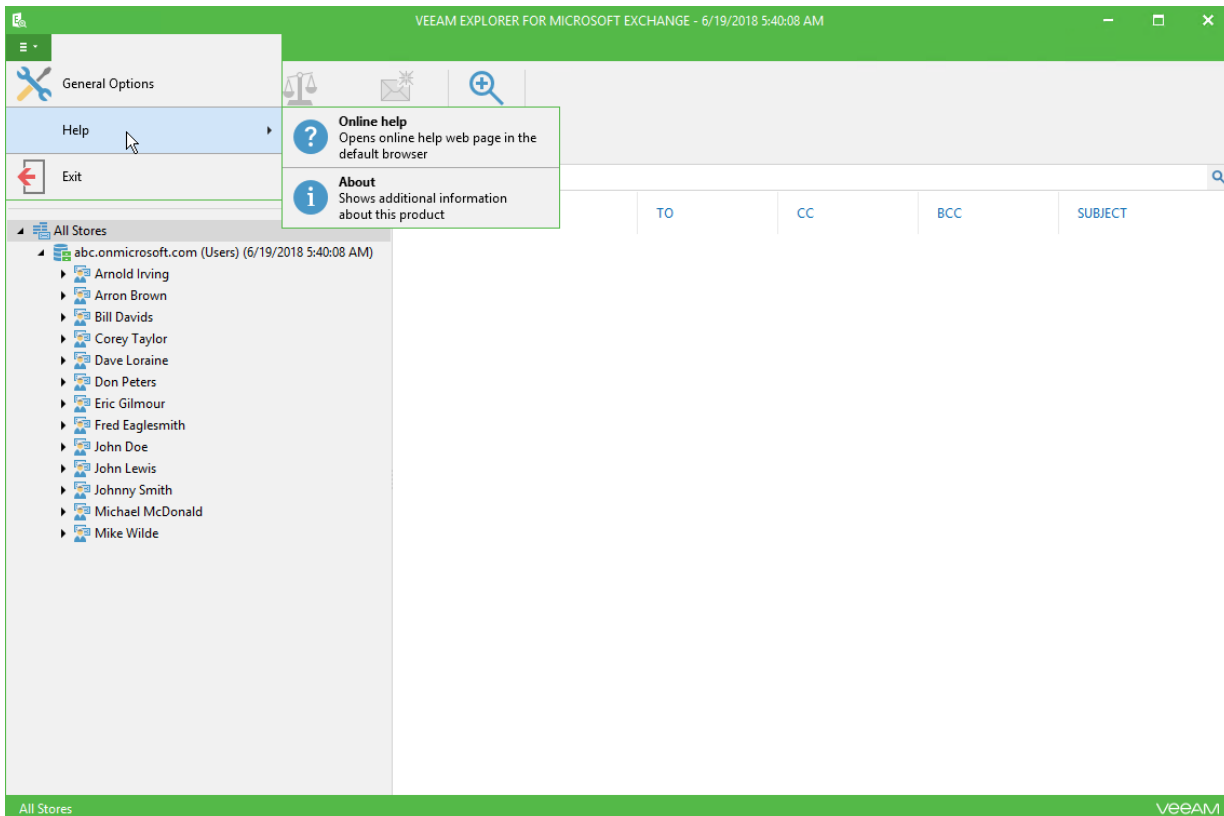 VEEAM EXPLORER FOR MICROSOFT EXCHANGE - 6/19/2018 5:40:08 AM
General Options
Help
Exit
Online help
Opens online help web page in the
default browser
About
Shows additional information
about this product
TO CC BCC SUBJECT
All Stores
abc.onmicrosoft.com (Users) (6/19/2018 5:40:08 AM)
Arnold Irving
Arron Brown
Bill Davids
Corey Taylor
Dave Loraine
Don Peters
Eric Gilmour
Fred Eaglesmith
John Doe
John Lewis
Johnny Smith
Michael McDonald
Mike Wilde
All Stores
veeAM